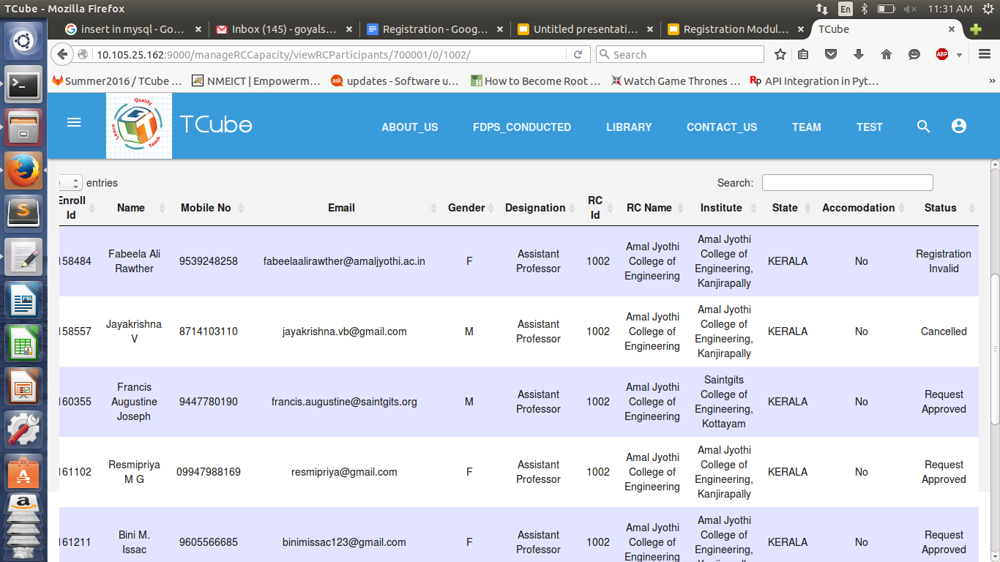 TCube - Mozilla Firefox
En
11:31 AM
insert in mysql - Go...
Inbox (145) - goyals...
Registration - Goog...
Untitled presentati...
Registration Modul...
TCube
10.105.25.162:9000/manageRCCapacity/viewRCParticipants/700001/0/1002/
Search
ABP
Summer2016 / TCube ...
NMEICT | Empowerm...
ask
updates - Software u...
WH
How to Become Root ...
Watch Game Thrones ...
Rp
API Integration in Pyt...
»
Qualify
Learn
Teach
TCube
ABOUT_US
FDPS_CONDUCTED
LIBRARY
CONTACT_US
TEAM
TEST
entries
Search:
Enroll Id
Name
Mobile No
Email
Gender
Designation
RC Id
RC Name
Institute
State
Accomodation
Status
158484
Fabeela Ali
Rawther
9539248258
fabeelaalirawther@amaljyothi.ac.in
F
Assistant
Professor
1002
Amal Jyothi
College of
Engineering
Amal Jyothi
College of
Engineering,
Kanjirapally
KERALA
No
Registration
Invalid
158557
Jayakrishna
V
8714103110
jayakrishna.vb@gmail.com
M
Assistant
Professor
1002
Amal Jyothi
College of
Engineering
Amal Jyothi
College of
Engineering,
Kanjirapally
KERALA
No
Cancelled
160355
Francis
Augustine
Joseph
9447780190
francis.augustine@saintgits.org
M
Assistant
Professor
1002
Amal Jyothi
College of
Engineering
Saintgits
College of
Engineering,
Kottayam
KERALA
No
Request
Approved
161102
Resmipriya
M G
09947988169
resmipriya@gmail.com
F
Assistant
Professor
1002
Amal Jyothi
College of
Engineering
Amal Jyothi
College of
Engineering,
Kanjirapally
KERALA
No
Request
Approved
161211
Bini M.
Issac
9605566685
binimissac123@gmail.com
F
Assistant
Professor
1002
Amal Jyothi
College of
Engineering
Amal Jyothi
College of
Engineering,
KERALA
No
Request
Approved